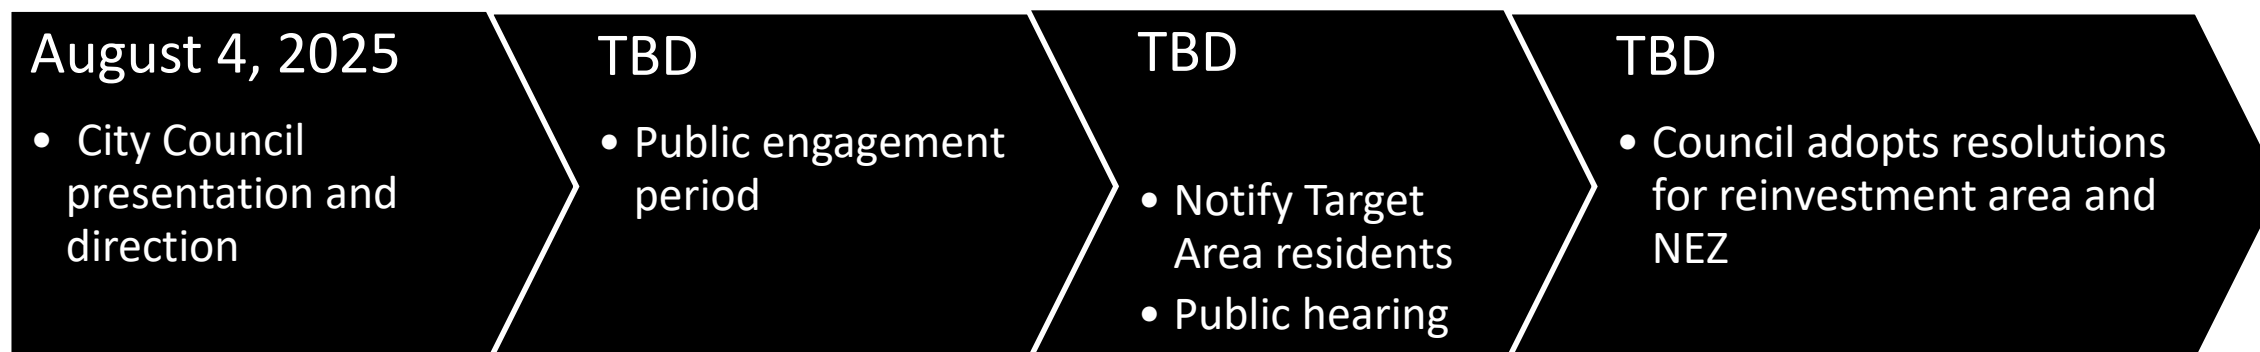 August 4, 2025
• City Council
presentation and
direction
TBD
• Public engagement
period
TBD
• Notify Target
Area residents
• Public hearing
TBD
• Council adopts resolutions
for reinvestment area and
NEZ